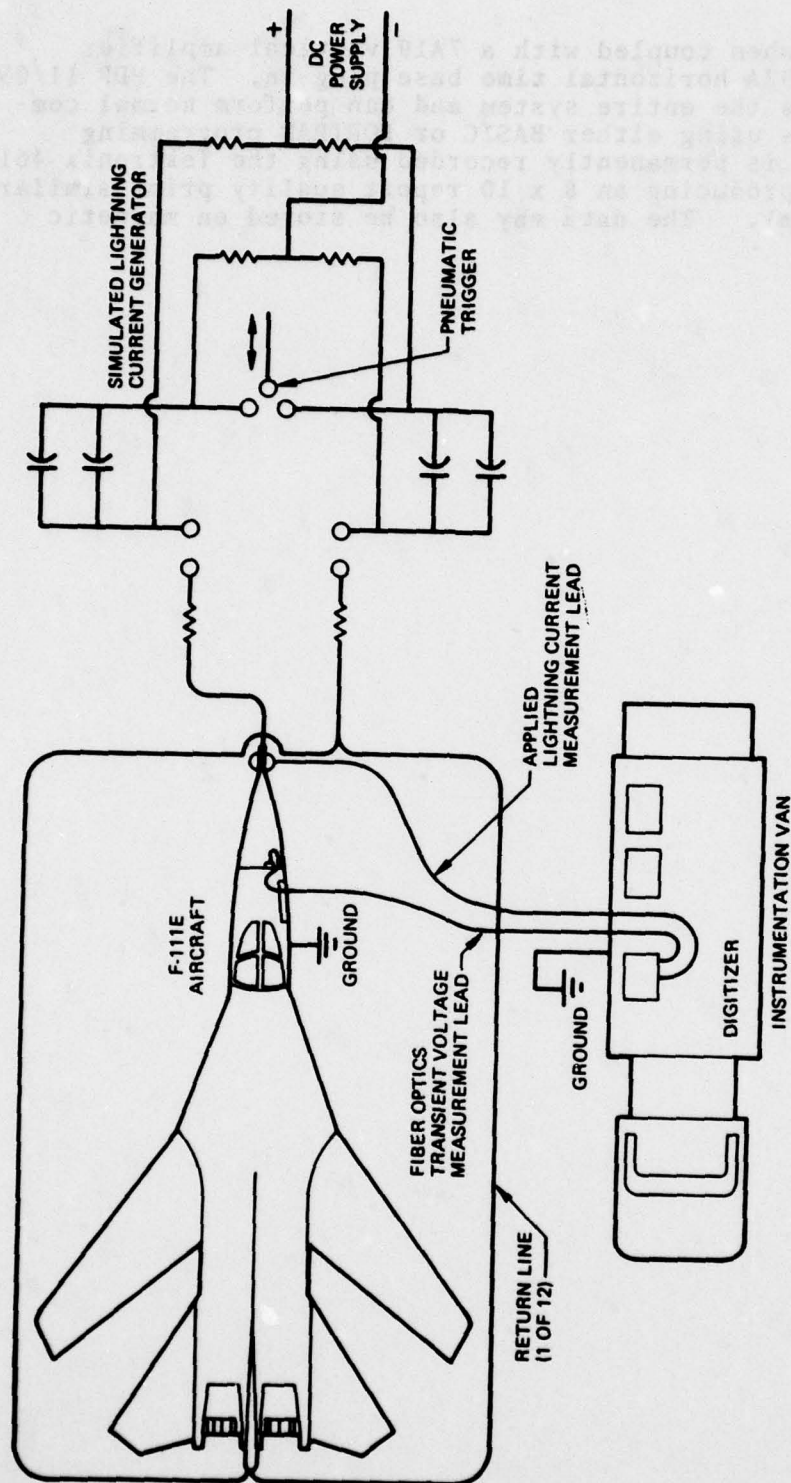 SIMULATED LIGHTNING
CURRENT GENERATOR
+
DC
POWER
SUPPLY
−
PNEUMATIC
TRIGGER
F-111E
AIRCRAFT
GROUND
APPLIED
LIGHTNING CURRENT
MEASUREMENT LEAD
FIBER OPTICS
TRANSIENT VOLTAGE
MEASUREMENT LEAD
RETURN LINE
(1 OF 12)
GROUND
DIGITIZER
INSTRUMENTATION VAN